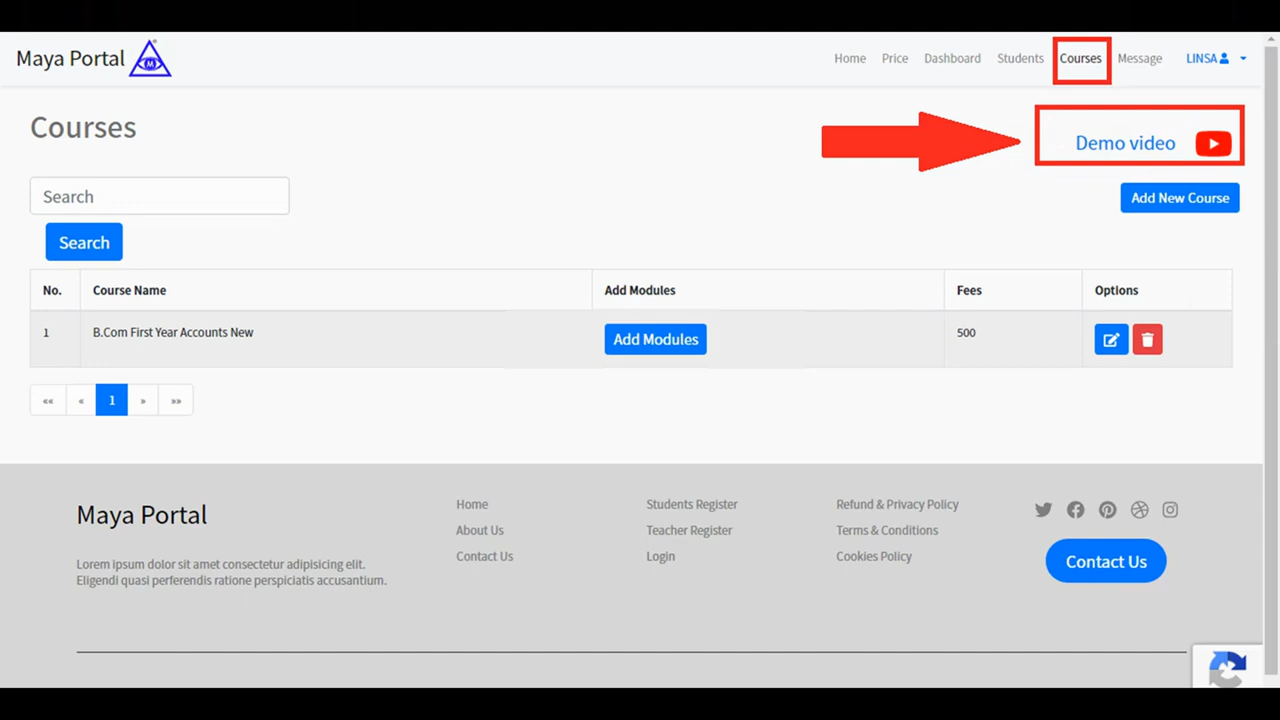 Maya Portal
Home Price Dashboard Students Courses Message LINSA
Courses
Demo video
Search
Add New Course
Search
No. Course Name Add Modules Fees Options
1 B.Com First Year Accounts New Add Modules 500
«« « 1 » »»
Maya Portal
Lorem ipsum dolor sit amet consectetur adipisicing elit.
Eligendi quasi perferendis ratione perspiciatis accusantium.
Home
About Us
Contact Us
Students Register
Teacher Register
Login
Refund & Privacy Policy
Terms & Conditions
Cookies Policy
Contact Us